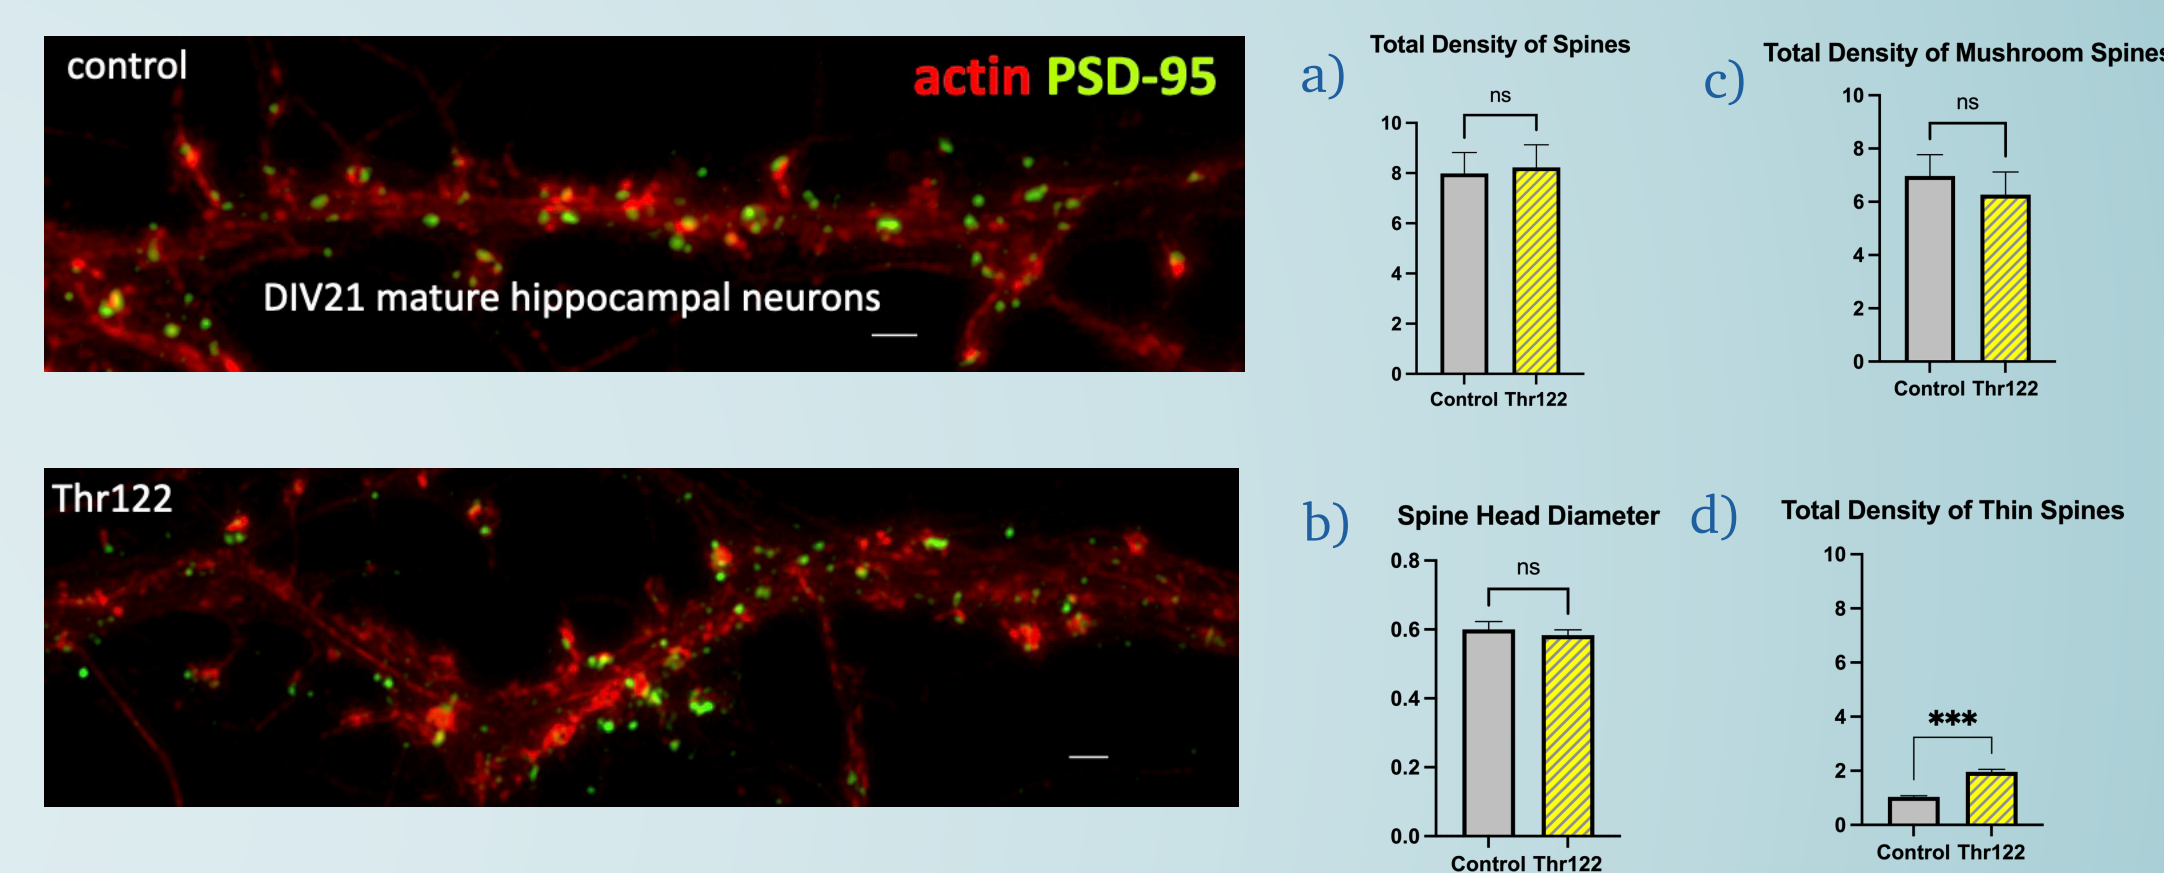 control
actin PSD-95
DIV21 mature hippocampal neurons
Thr122
a)
Total Density of Spines
ns
10
8
6
4
2
0
Control Thr122
c)
Total Density of Mushroom Spines
ns
10
8
6
4
2
0
Control Thr122
b)
Spine Head Diameter
ns
0.8
0.6
0.4
0.2
0.0
Control Thr122
d)
Total Density of Thin Spines
10
8
6
4
***
2
0
Control Thr122